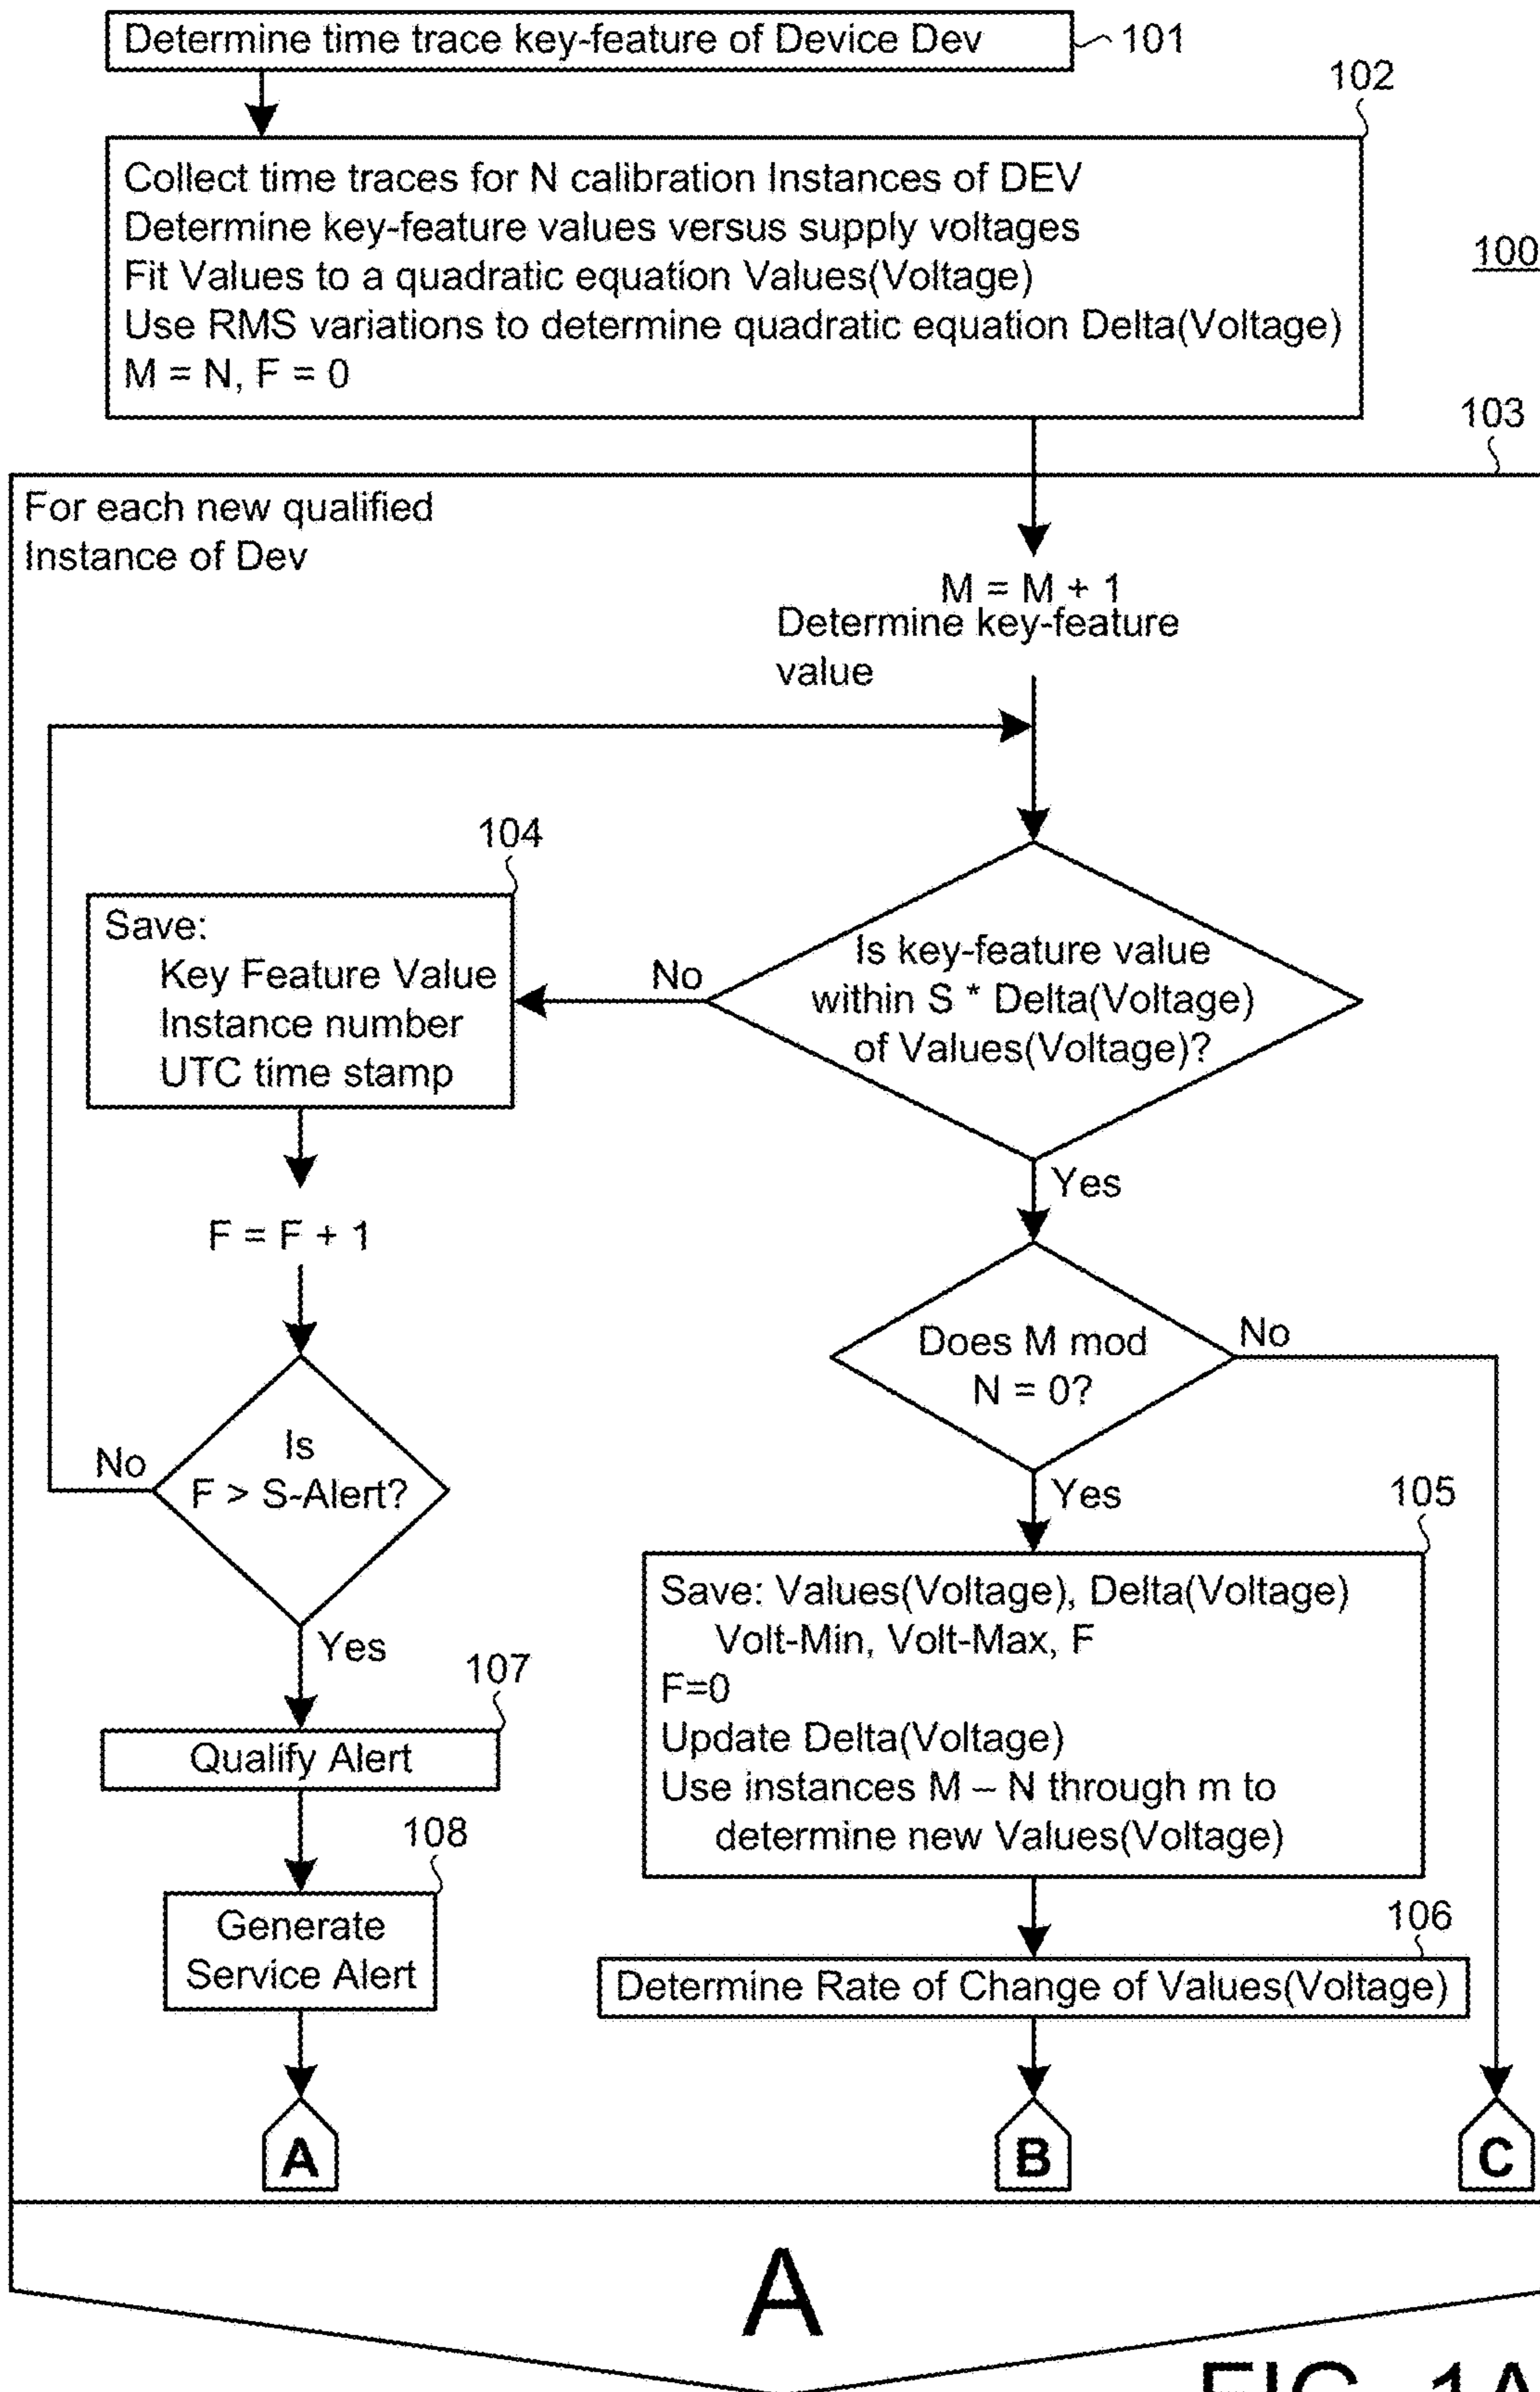 Determine time trace key-feature of Device Dev
101
102
Collect time traces for N calibration Instances of DEV
Determine key-feature values versus supply voltages
Fit Values to a quadratic equation Values(Voltage)
Use RMS variations to determine quadratic equation Delta(Voltage)
M = N, F = 0
100
103
For each new qualified
Instance of Dev
M = M + 1
Determine key-feature
value
104
Save:
Key Feature Value
Instance number
UTC time stamp
No
Is key-feature value
within S * Delta(Voltage)
of Values(Voltage)?
Yes
F = F + 1
Does M mod
N = 0?
No
Is
F > S-Alert?
No
Yes
Yes
105
Save: Values(Voltage), Delta(Voltage)
Volt-Min, Volt-Max, F
F=0
Update Delta(Voltage)
Use instances M – N through m to
determine new Values(Voltage)
107
Qualify Alert
108
Generate
Service Alert
106
Determine Rate of Change of Values(Voltage)
A
B
C
A
FIG. 1A